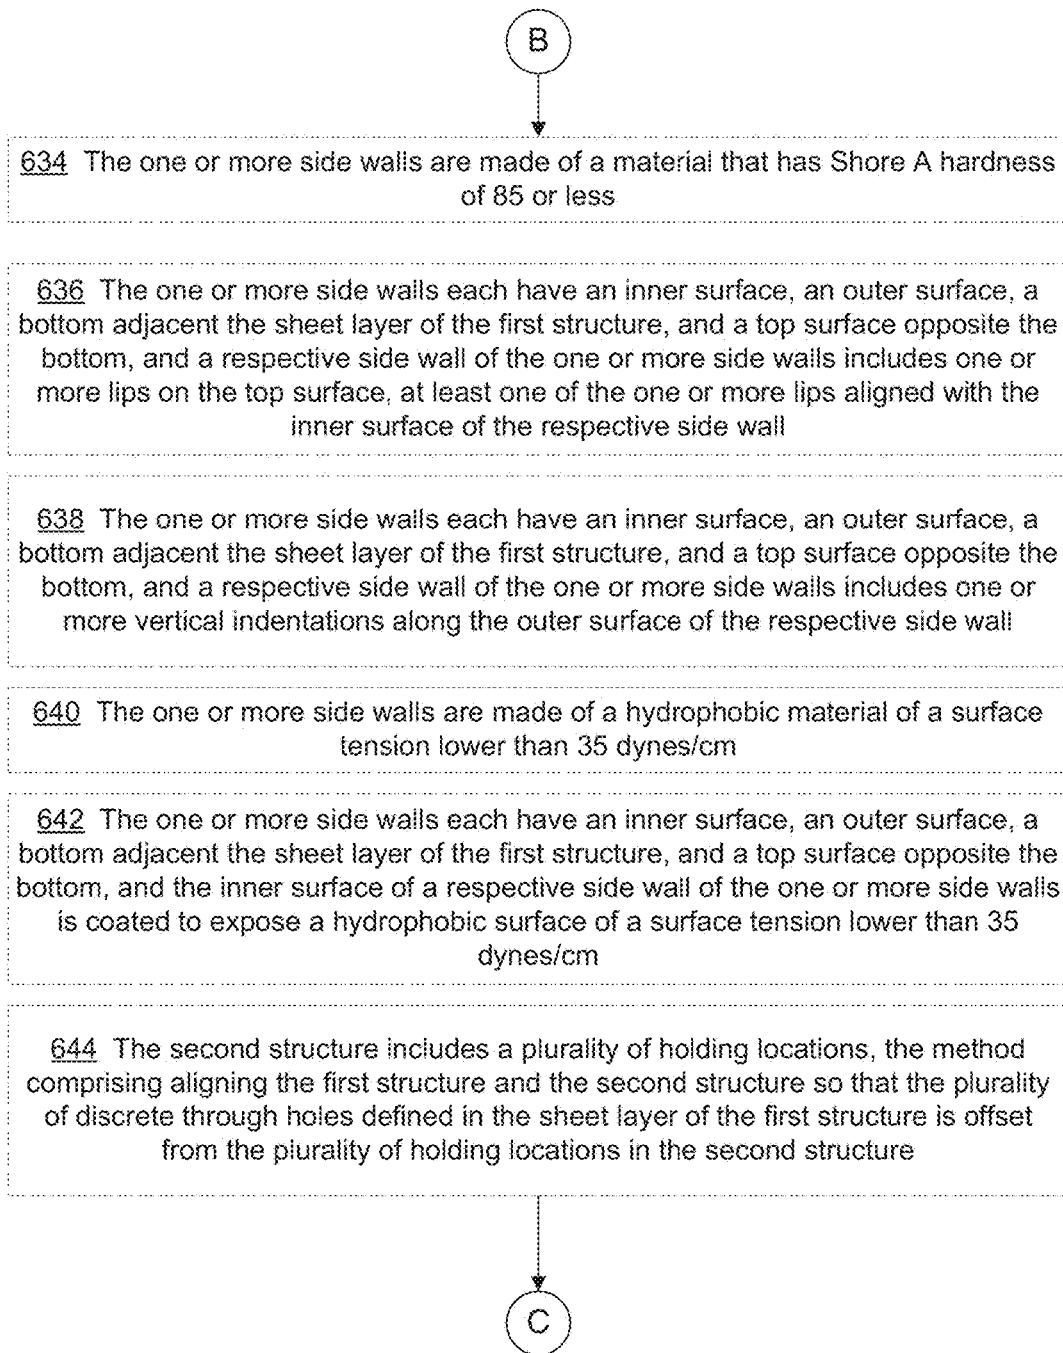 B
634 The one or more side walls are made of a material that has Shore A hardness
of 85 or less
636 The one or more side walls each have an inner surface, an outer surface, a
bottom adjacent the sheet layer of the first structure, and a top surface opposite the
bottom, and a respective side wall of the one or more side walls includes one or
more lips on the top surface, at least one of the one or more lips aligned with the
inner surface of the respective side wall
638 The one or more side walls each have an inner surface, an outer surface, a
bottom adjacent the sheet layer of the first structure, and a top surface opposite the
bottom, and a respective side wall of the one or more side walls includes one or
more vertical indentations along the outer surface of the respective side wall
640 The one or more side walls are made of a hydrophobic material of a surface
tension lower than 35 dynes/cm
642 The one or more side walls each have an inner surface, an outer surface, a
bottom adjacent the sheet layer of the first structure, and a top surface opposite the
bottom, and the inner surface of a respective side wall of the one or more side walls
is coated to expose a hydrophobic surface of a surface tension lower than 35
dynes/cm
644 The second structure includes a plurality of holding locations, the method
comprising aligning the first structure and the second structure so that the plurality
of discrete through holes defined in the sheet layer of the first structure is offset
from the plurality of holding locations in the second structure
C